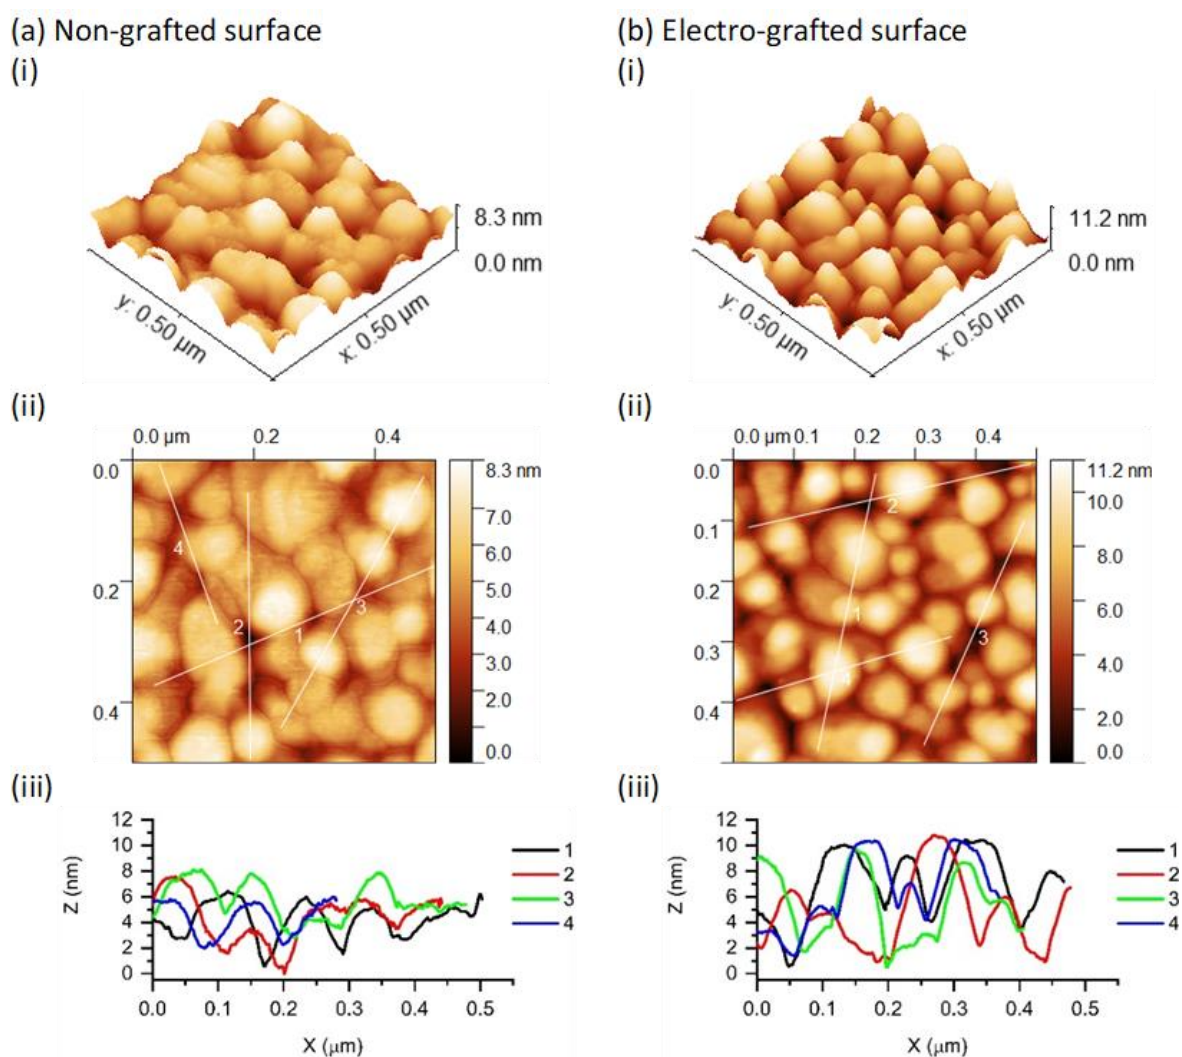 (a) Non-grafted surface
(i)
8.3 nm
0.0 nm
y: 0.50 µm
x: 0.50 µm
(ii)
0.0 µm 0.2 0.4
0.0
0.2
0.4
8.3 nm
7.0
6.0
5.0
4.0
3.0
2.0
0.0
1
2
3
4
(iii)
12
10
8
6
4
2
0
Z (nm)
0.0 0.1 0.2 0.3 0.4 0.5
X (µm)
1
2
3
4
(b) Electro-grafted surface
(i)
11.2 nm
0.0 nm
y: 0.50 µm
x: 0.50 µm
(ii)
0.0 µm 0.1 0.2 0.3 0.4
0.0
0.1
0.2
0.3
0.4
11.2 nm
10.0
8.0
6.0
4.0
2.0
0.0
2
1
3
4
(iii)
12
10
8
6
4
2
0
Z (nm)
0.0 0.1 0.2 0.3 0.4 0.5
X (µm)
1
2
3
4